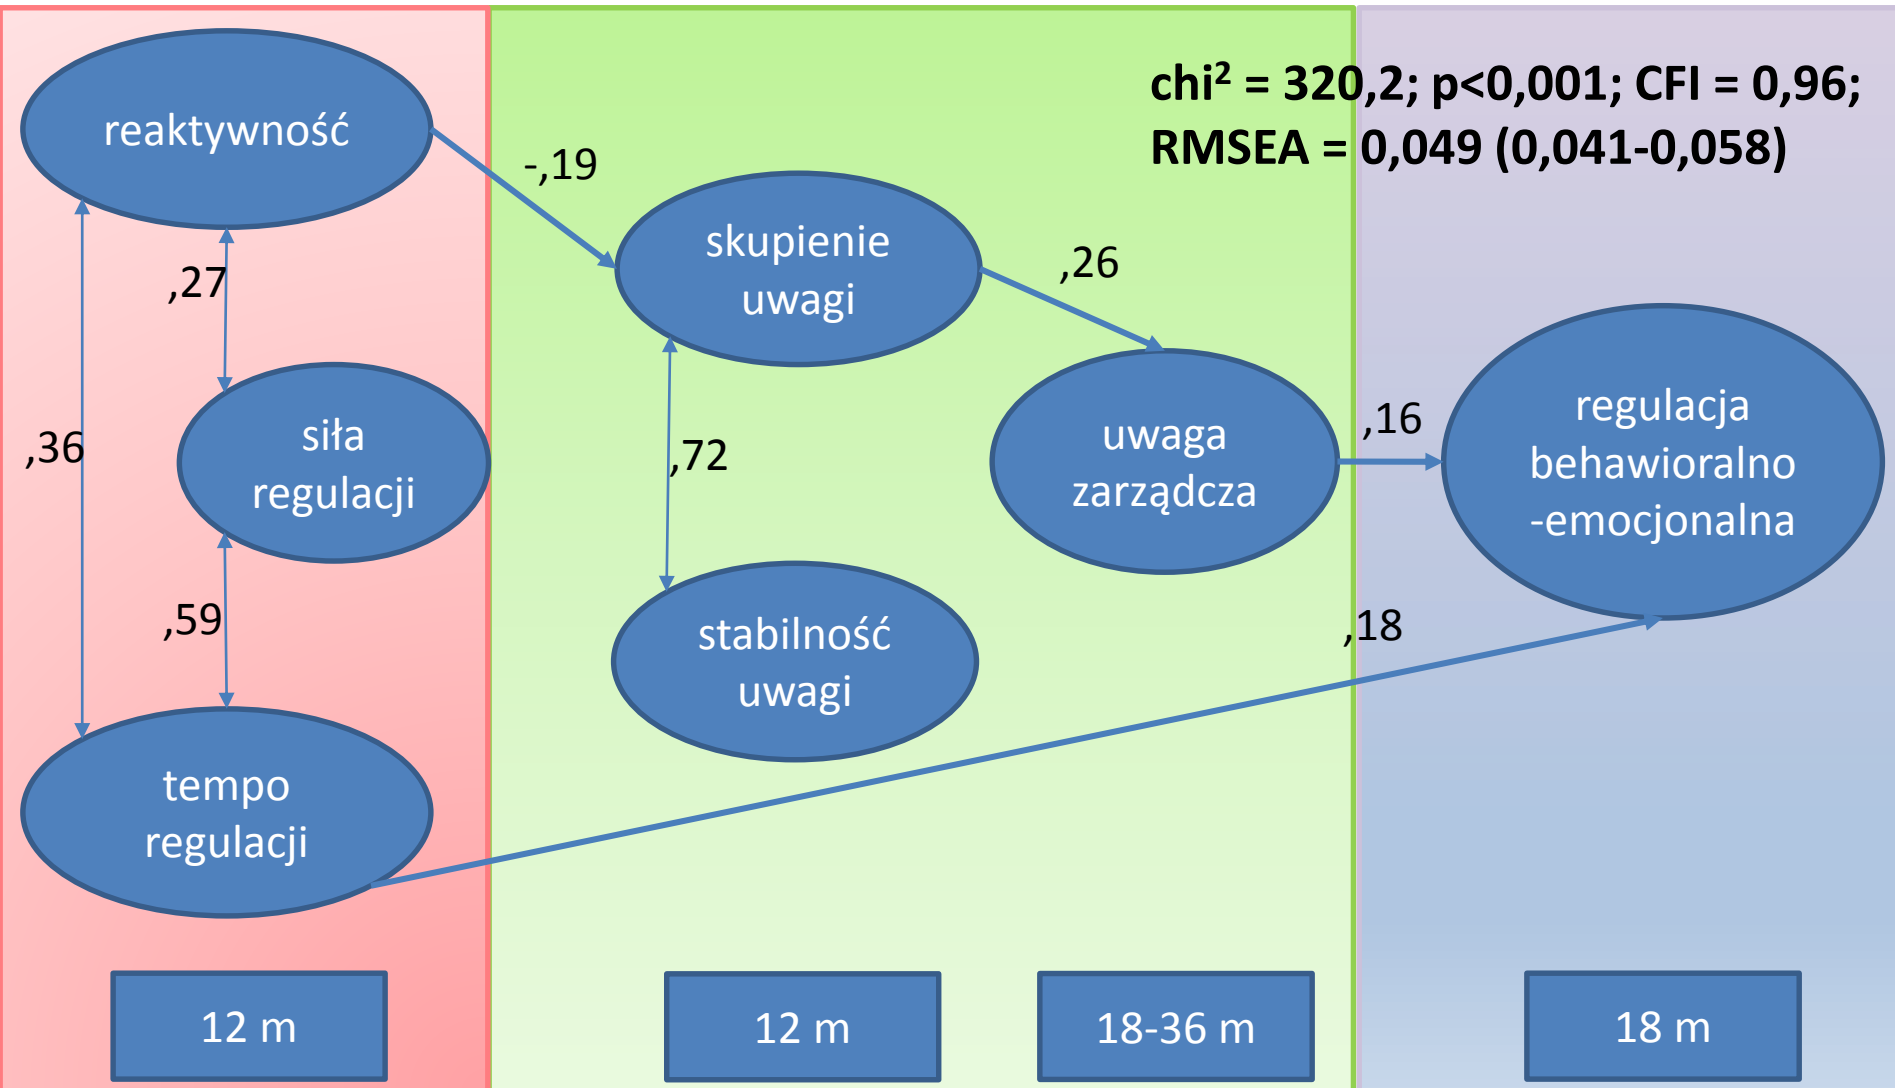 chi² = 320,2; p<0,001; CFI = 0,96;
RMSEA = 0,049 (0,041-0,058)
reaktywność
-,19
skupienie
uwagi
,27
,26
,36
siła
regulacji
,72
uwaga
zarządcza
,16
regulacja
behawioralno
-emocjonalna
,59
stabilność
uwagi
,18
tempo
regulacji
12 m
12 m
18-36 m
18 m